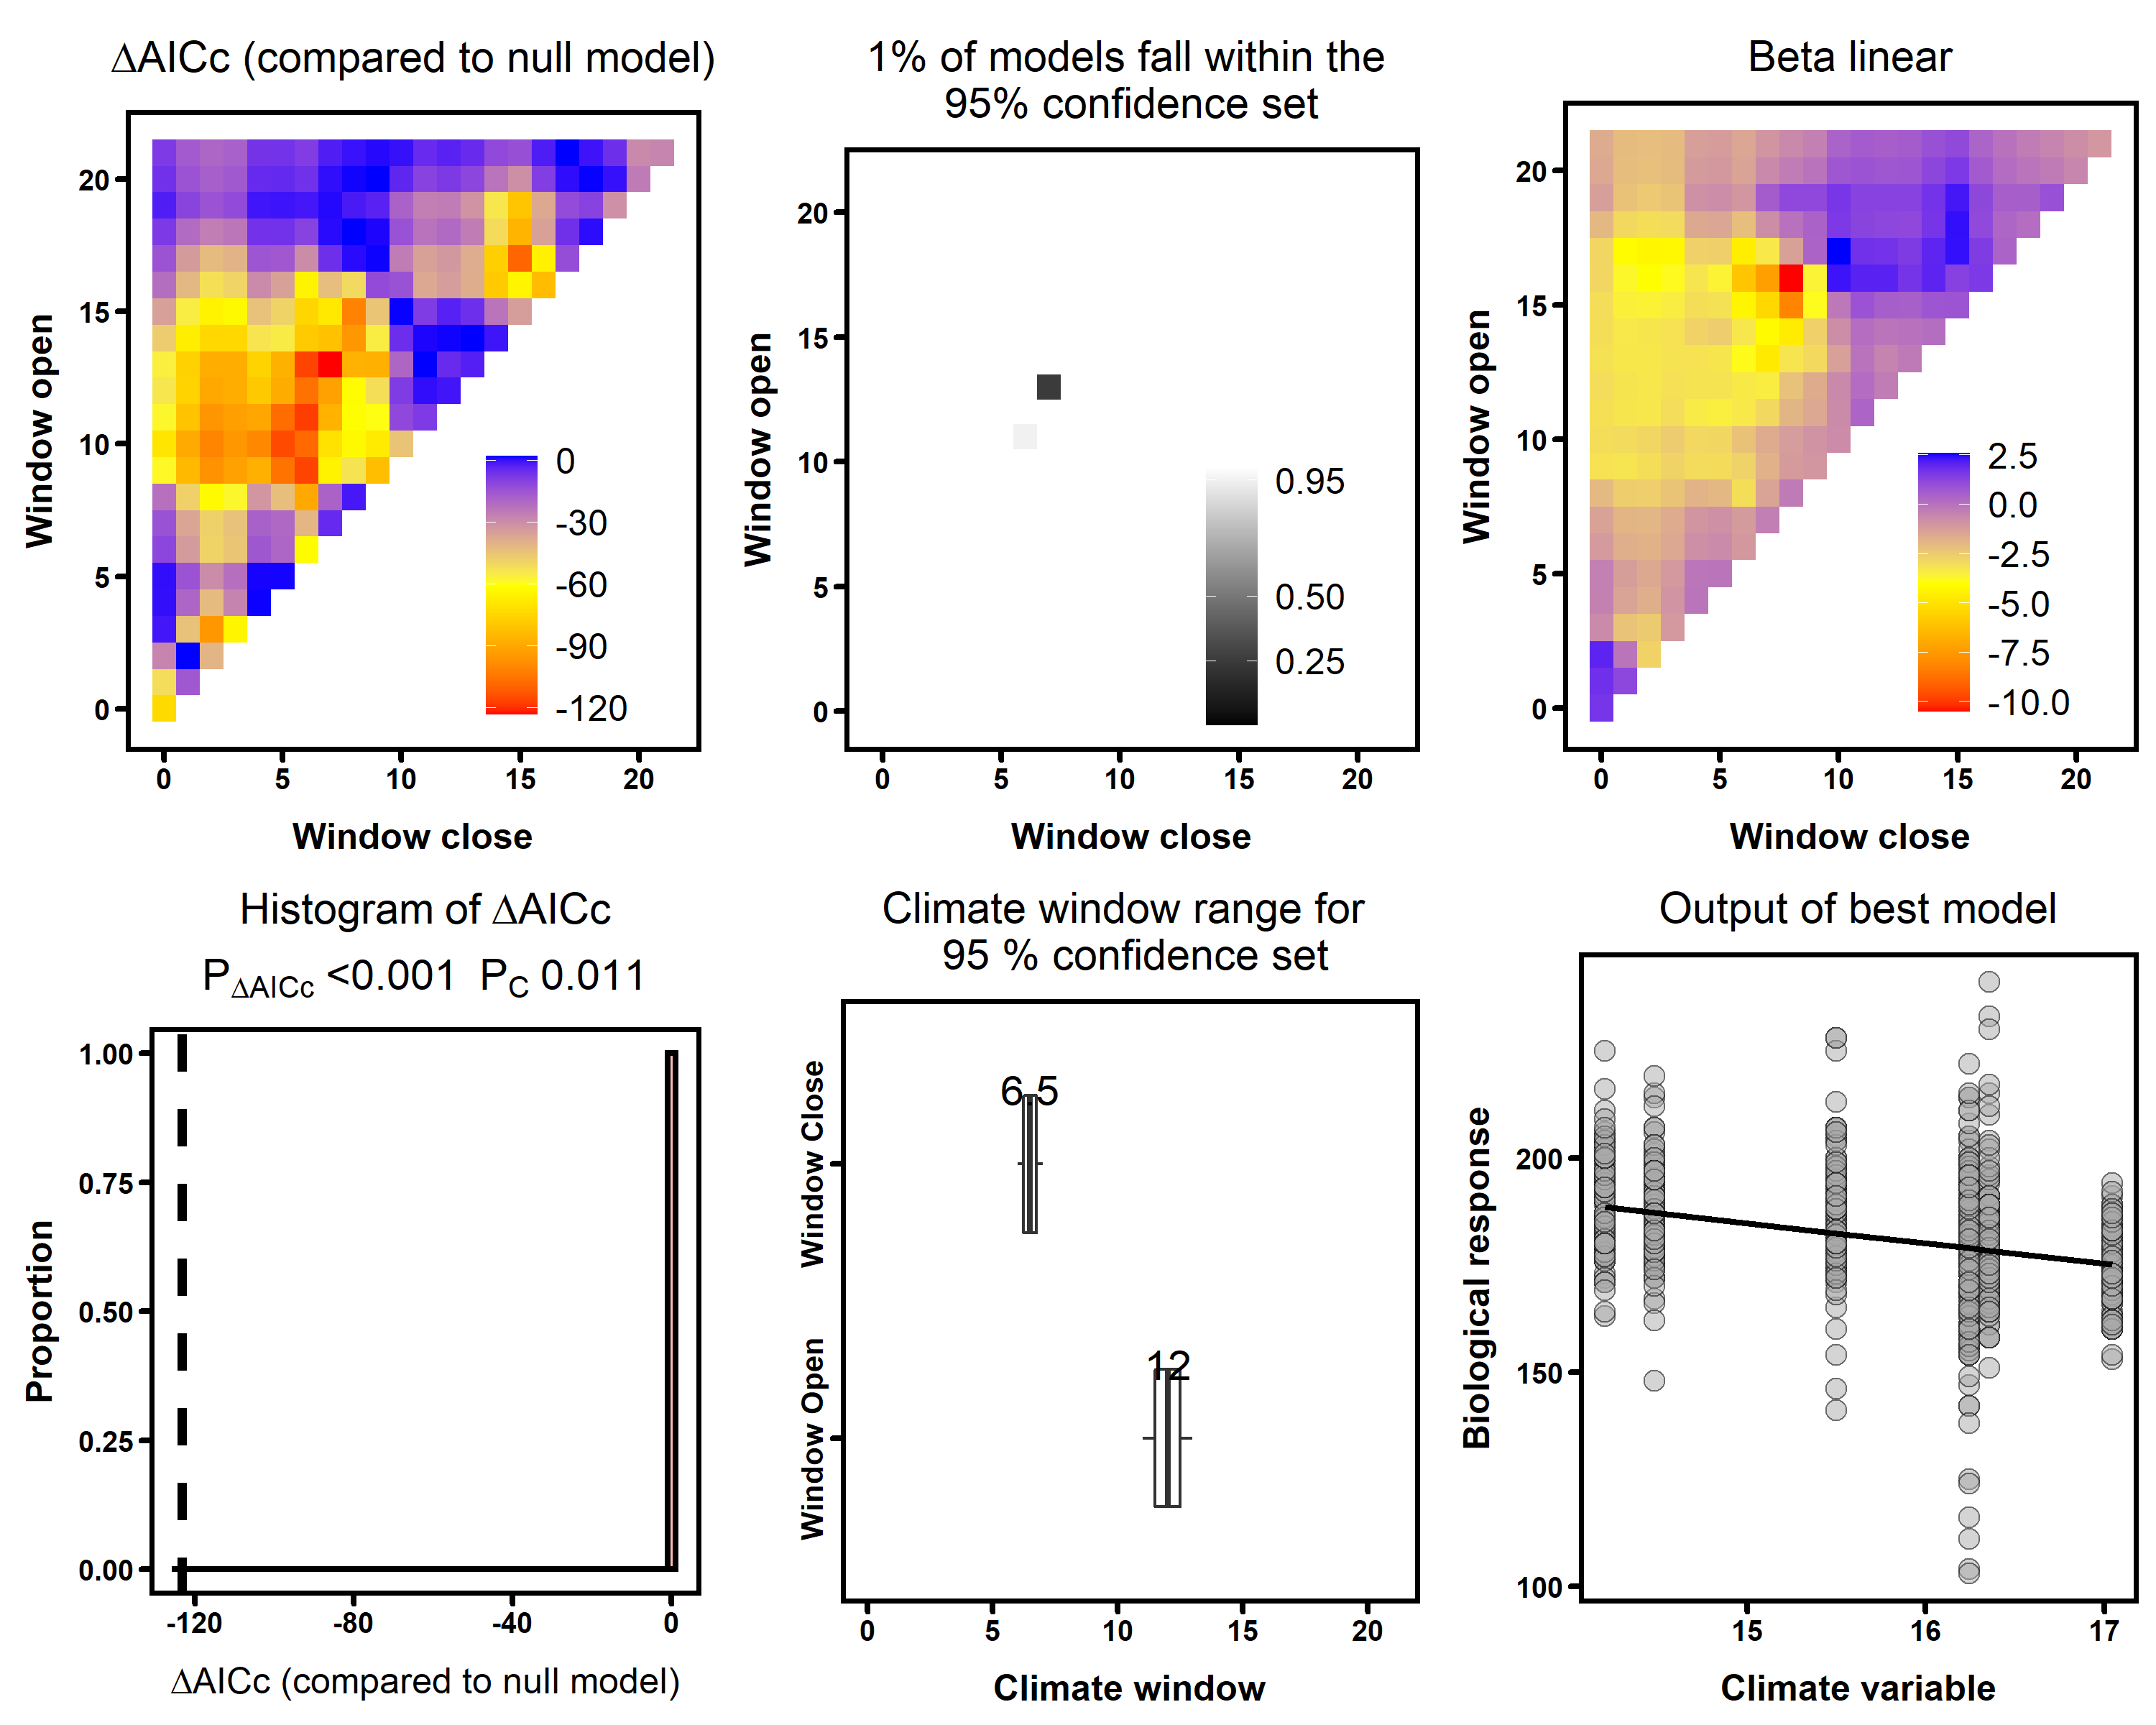 ΔAICc (compared to null model)
Window open
20
15
10
5
0
0
-30
-60
-90
-120
0 5 10 15 20
Window close
1% of models fall within the
95% confidence set
Window open
20
15
10
5
0
0.95
0.50
0.25
0 5 10 15 20
Window close
Beta linear
Window open
20
15
10
5
0
2.5
0.0
-2.5
-5.0
-7.5
-10.0
0 5 10 15 20
Window close
Histogram of ΔAICc
PΔAICc <0.001 PC 0.011
Proportion
1.00
0.75
0.50
0.25
0.00
-120 -80 -40 0
ΔAICc (compared to null model)
Climate window range for
95 % confidence set
Window Close
6.5
Window Open
12
0 5 10 15 20
Climate window
Output of best model
Biological response
200
150
100
15 16 17
Climate variable